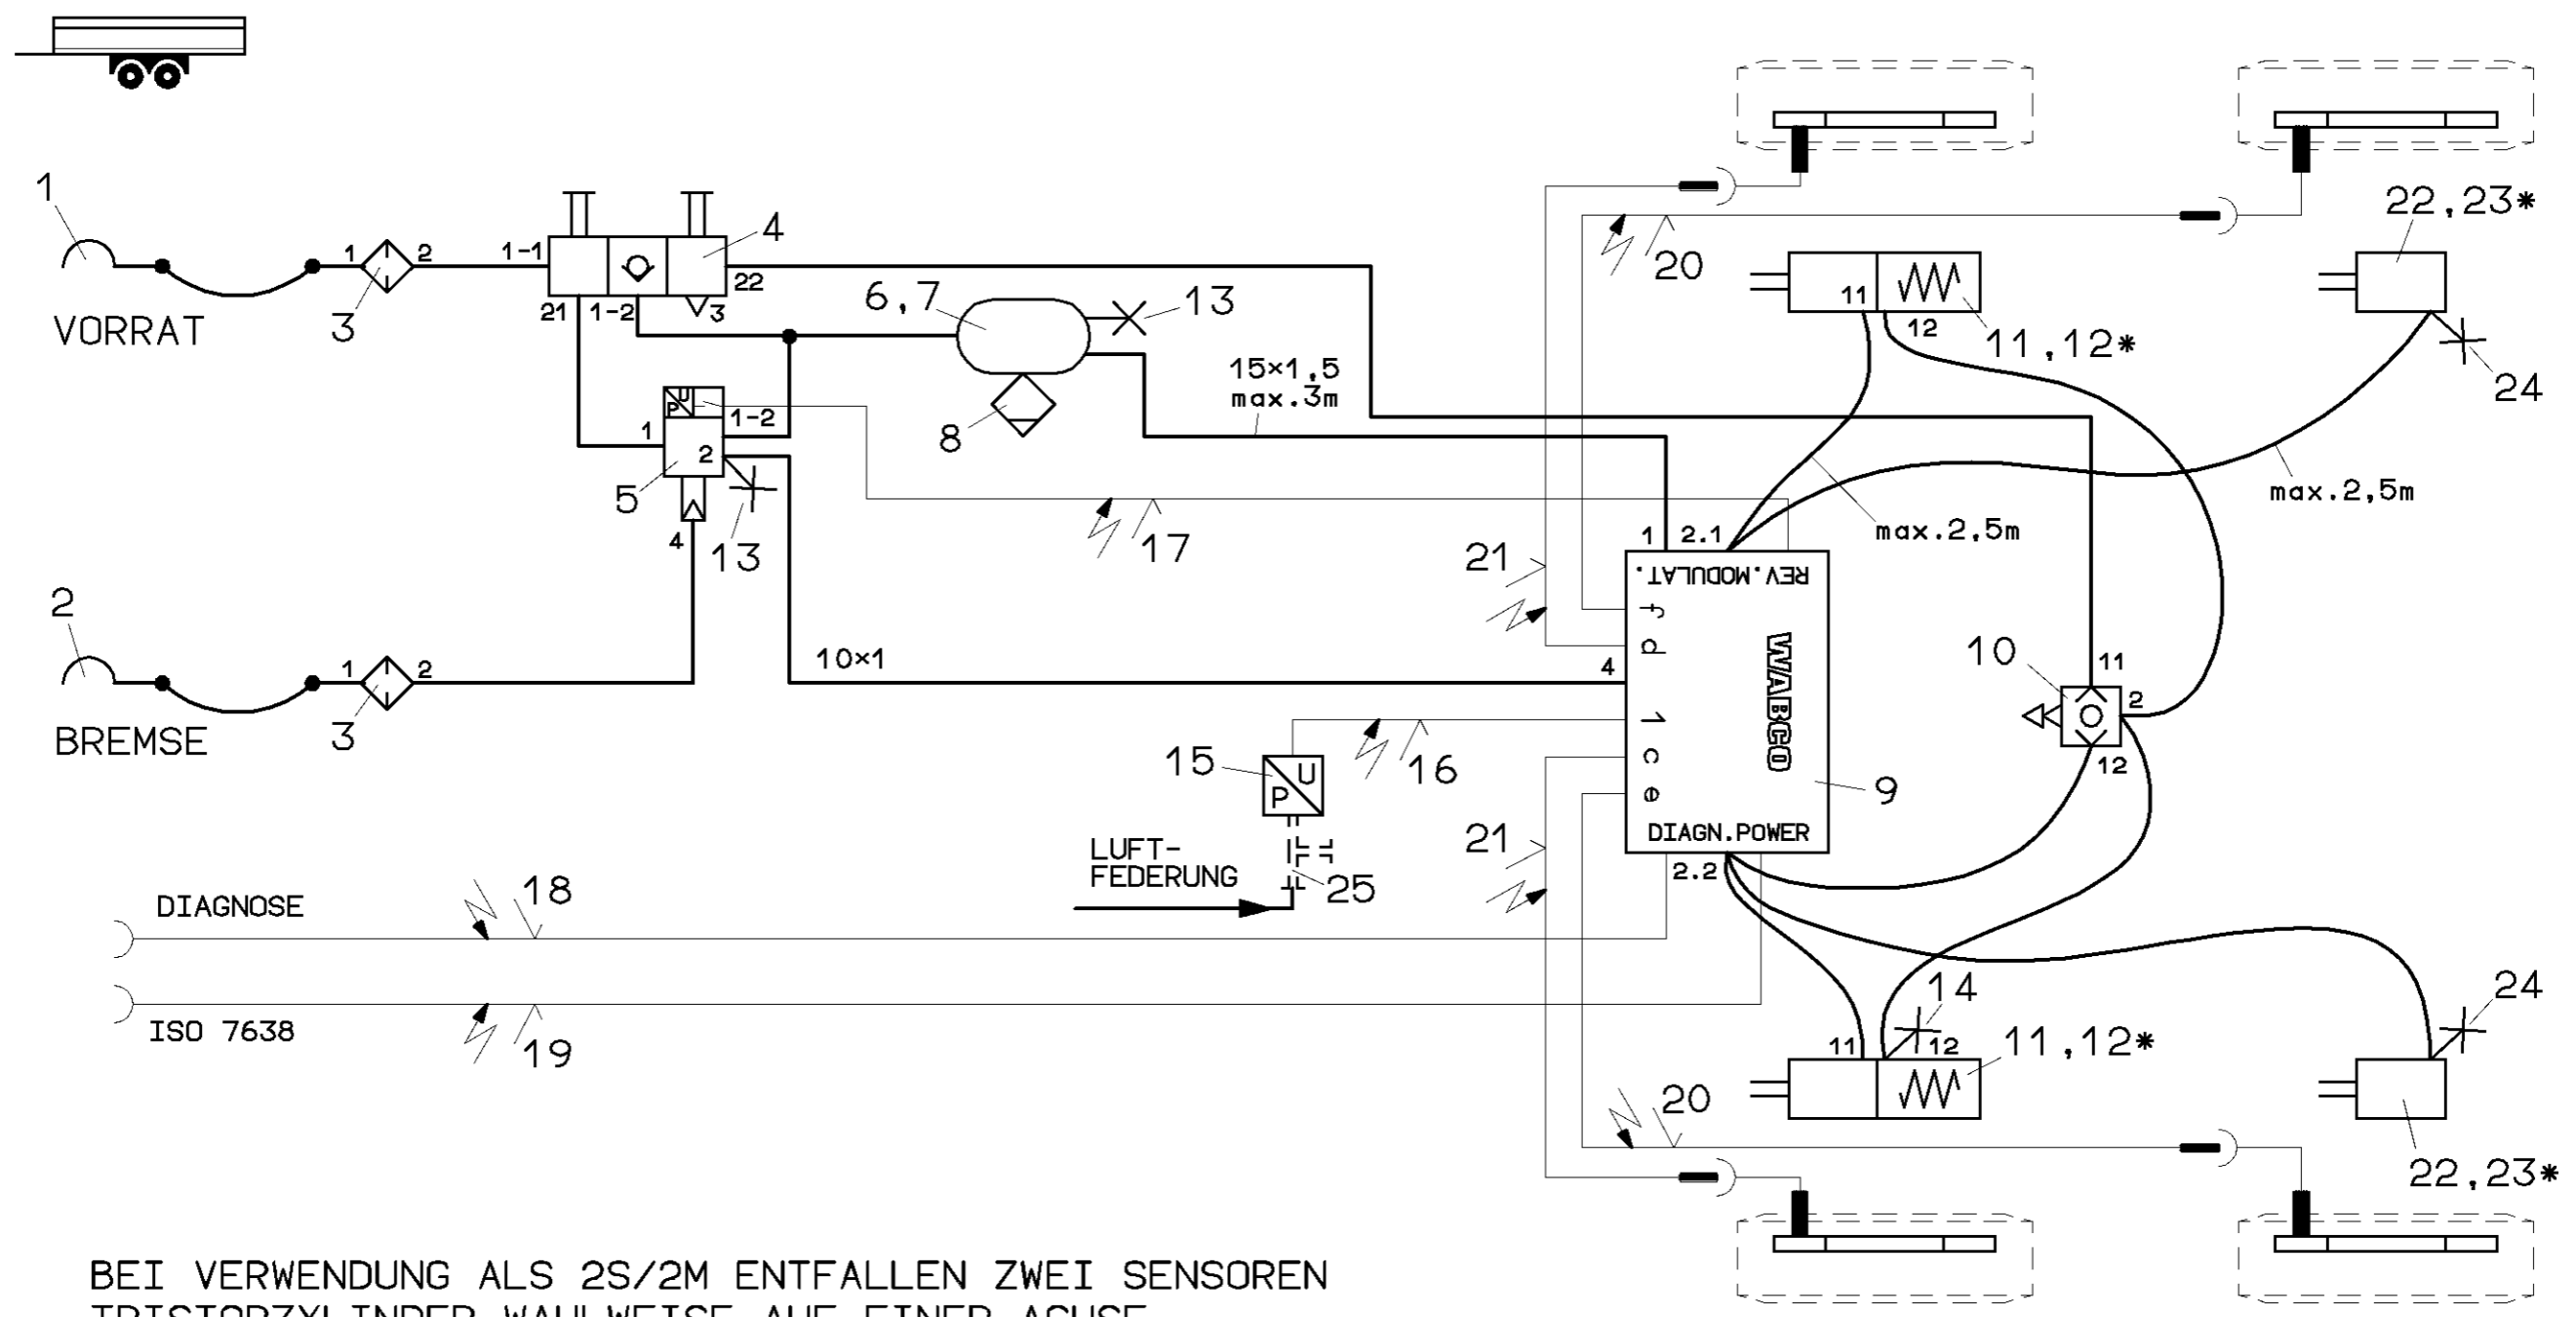 1
1
2
1-1
4
22
21
1-2
3
3
VORRAT
6,7
13
20
11
12
11,12*
22,23*
24
15×1,5
max.3m
8
U
P
1-2
1
2
5
4
13
17
max.2,5m
max.2,5m
21
1
2.1
REV.MODULAT.
f
d
4
WABCO
1
c
e
9
DIAGN.POWER
2.2
2
1
2
3
BREMSE
10×1
10
11
2
12
15
U
P
16
LUFT-
FEDERUNG
25
21
DIAGNOSE
18
ISO 7638
19
14
11
12
11,12*
24
20
22,23*
BEI VERWENDUNG ALS 2S/2M ENTFALLEN ZWEI SENSOREN
TRISTOPZYLINDER WAHLWEISE AUF EINER ACHSE